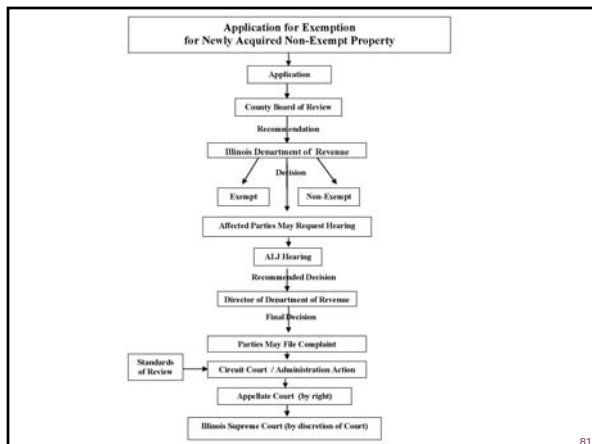 Application for Exemption
for Newly Acquired Non-Exempt Property
Application
County Board of Review
Recommendation
Illinois Department of Revenue
Decision
Exempt
Non-Exempt
Affected Parties May Request Hearing
ALJ Hearing
Recommended Decision
Director of Department of Revenue
Final Decision
Parties May File Complaint
Standards
of Review
Circuit Court / Administration Action
Appellate Court (by right)
Illinois Supreme Court (by discretion of Court)
81